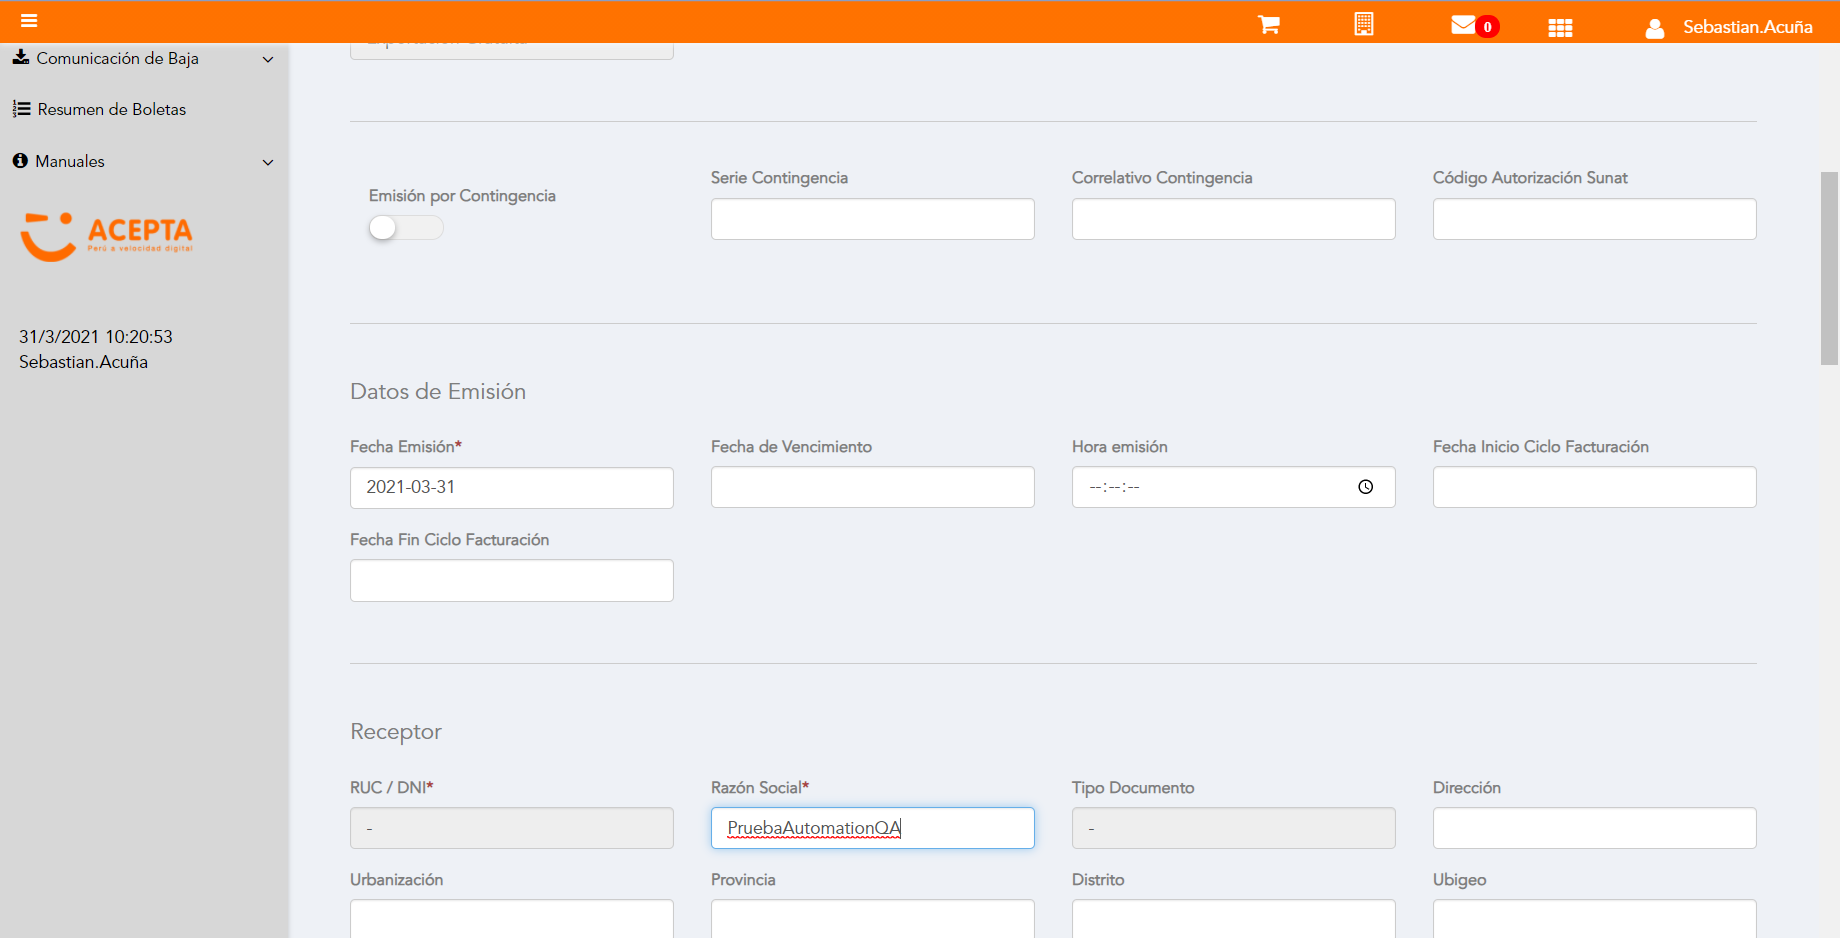 0
Sebastian.Acuña
Comunicación de Baja
Resumen de Boletas
Manuales
ACEPTA
Perú a velocidad digital
31/3/2021 10:20:53
Sebastian.Acuña
Emisión por Contingencia
Serie Contingencia
Correlativo Contingencia
Código Autorización Sunat
Datos de Emisión
Fecha Emisión*
Fecha de Vencimiento
Hora emisión
Fecha Inicio Ciclo Facturación
2021-03-31
--:--:--
Fecha Fin Ciclo Facturación
Receptor
RUC / DNI*
Razón Social*
Tipo Documento
Dirección
-
PruebaAutomationQA
-
Urbanización
Provincia
Distrito
Ubigeo